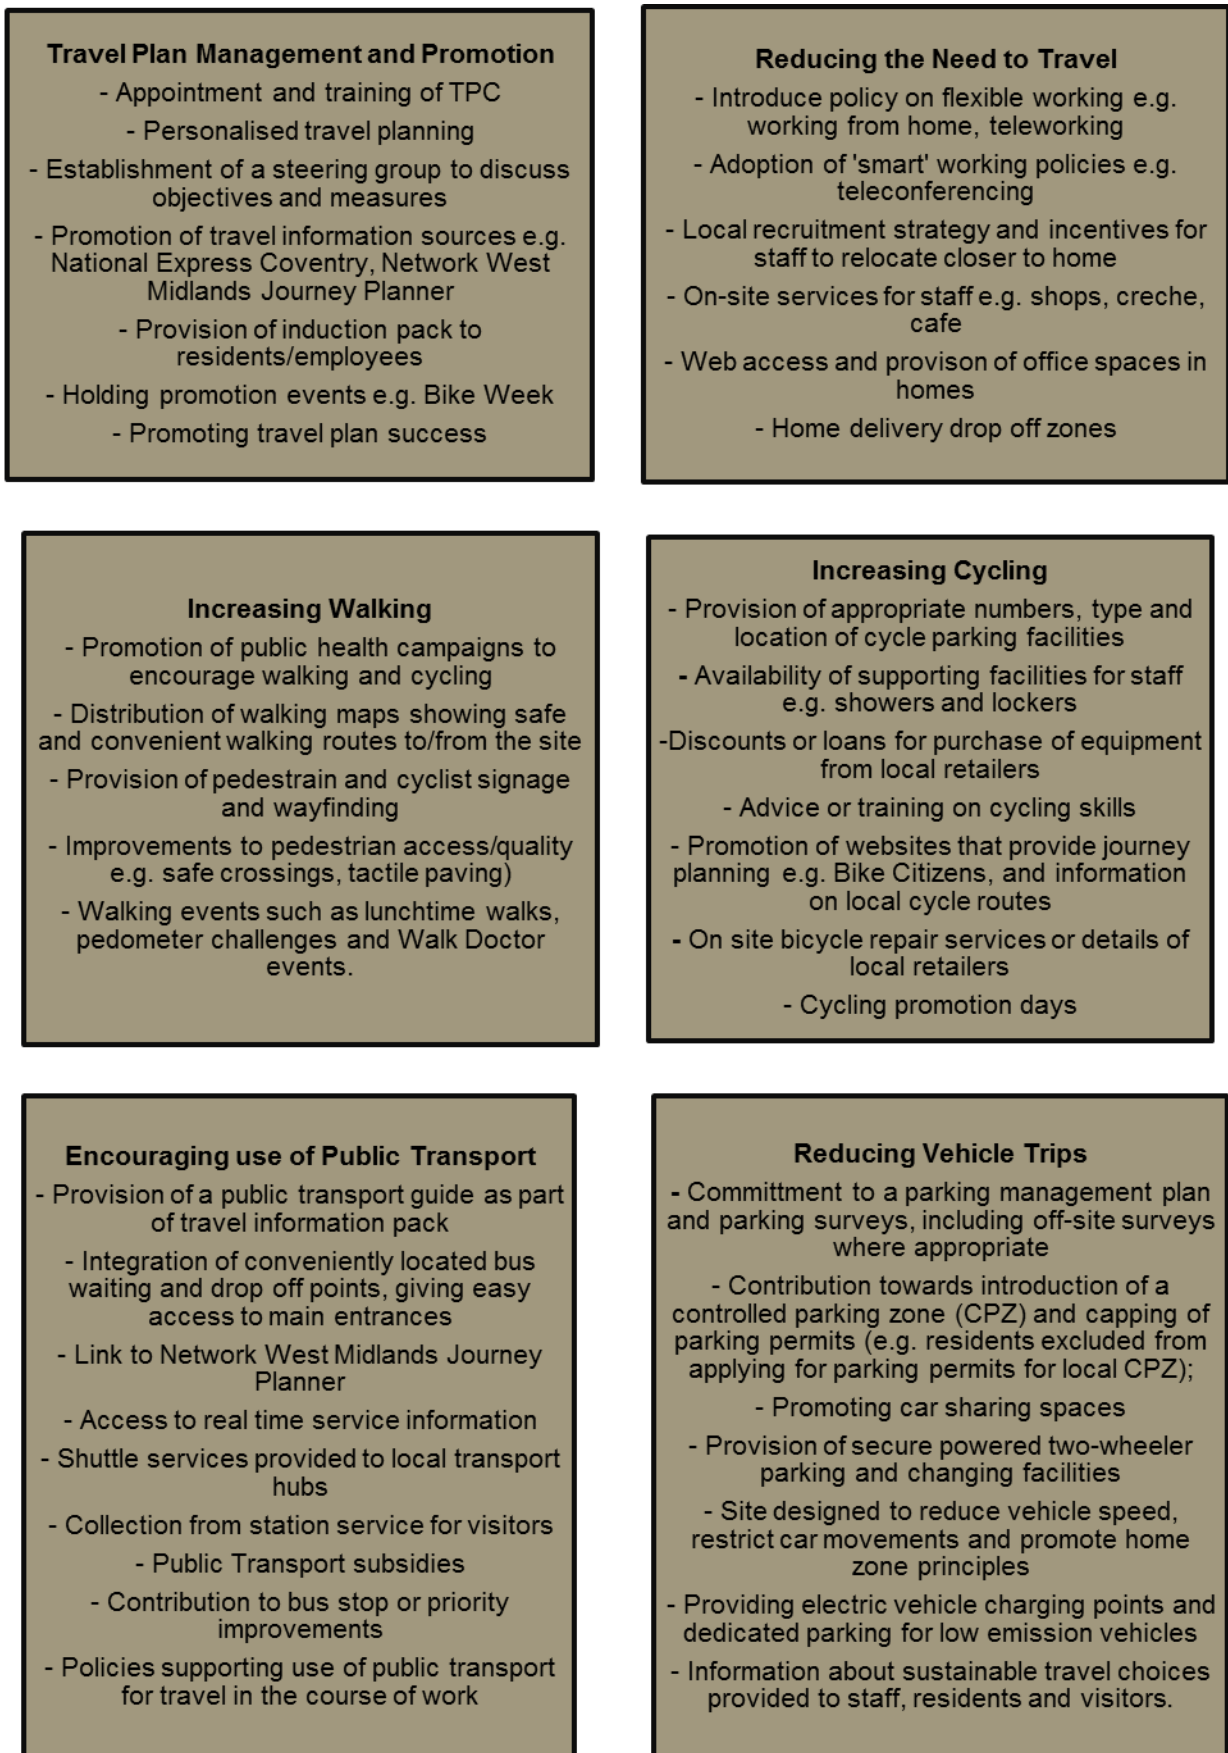 Travel Plan Management and Promotion
- Appointment and training of TPC
- Personalised travel planning
- Establishment of a steering group to discuss
objectives and measures
- Promotion of travel information sources e.g.
National Express Coventry, Network West
Midlands Journey Planner
- Provision of induction pack to
residents/employees
- Holding promotion events e.g. Bike Week
- Promoting travel plan success
Reducing the Need to Travel
- Introduce policy on flexible working e.g.
working from home, teleworking
- Adoption of 'smart' working policies e.g.
teleconferencing
- Local recruitment strategy and incentives for
staff to relocate closer to home
- On-site services for staff e.g. shops, creche,
cafe
- Web access and provison of office spaces in
homes
- Home delivery drop off zones
Increasing Walking
- Promotion of public health campaigns to
encourage walking and cycling
- Distribution of walking maps showing safe
and convenient walking routes to/from the site
- Provision of pedestrain and cyclist signage
and wayfinding
- Improvements to pedestrian access/quality
e.g. safe crossings, tactile paving)
- Walking events such as lunchtime walks,
pedometer challenges and Walk Doctor
events.
Increasing Cycling
- Provision of appropriate numbers, type and
location of cycle parking facilities
- Availability of supporting facilities for staff
e.g. showers and lockers
-Discounts or loans for purchase of equipment
from local retailers
- Advice or training on cycling skills
- Promotion of websites that provide journey
planning e.g. Bike Citizens, and information
on local cycle routes
- On site bicycle repair services or details of
local retailers
- Cycling promotion days
Encouraging use of Public Transport
- Provision of a public transport guide as part
of travel information pack
- Integration of conveniently located bus
waiting and drop off points, giving easy
access to main entrances
- Link to Network West Midlands Journey
Planner
- Access to real time service information
- Shuttle services provided to local transport
hubs
- Collection from station service for visitors
- Public Transport subsidies
- Contribution to bus stop or priority
improvements
- Policies supporting use of public transport
for travel in the course of work
Reducing Vehicle Trips
- Committment to a parking management plan
and parking surveys, including off-site surveys
where appropriate
- Contribution towards introduction of a
controlled parking zone (CPZ) and capping of
parking permits (e.g. residents excluded from
applying for parking permits for local CPZ);
- Promoting car sharing spaces
- Provision of secure powered two-wheeler
parking and changing facilities
- Site designed to reduce vehicle speed,
restrict car movements and promote home
zone principles
- Providing electric vehicle charging points and
dedicated parking for low emission vehicles
- Information about sustainable travel choices
provided to staff, residents and visitors.